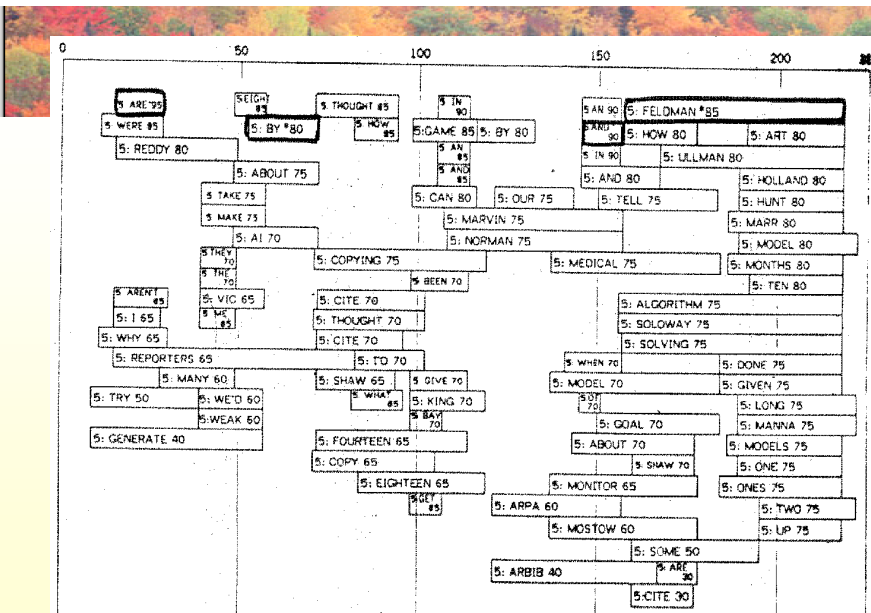 0 50 100 150 200
5 ARE *95 5 EIGHT 85 5: THOUGHT 85 5 IN 90 5 AN 90 5: FELDMAN *85
5 WERE 85 5: BY *80 5 HOW 85 5:GAME 85 5: BY 80 5 AND 90 5: HOW 80 5: ART 80
5: REDDY 80 5 AN 85 5 IN 90 5: ULLMAN 80
5: ABOUT 75 5 AND 85 5: AND 80 5: HOLLAND 80
5 TAKE 75 5: CAN 80 5: OUR 75 5: TELL 75 5: HUNT 80
5 MAKE 75 5: MARVIN 75 5: MARR 80
5: AI 70 5: NORMAN 75 5: MODEL 80
5 THEY 70 5: COPYING 75 5: MEDICAL 75 5: MONTHS 80
5 THE 70 5 BEEN 70 5: TEN 80
5 AREN'T 65 5: VIC 65 5: CITE 70 5: ALGORITHM 75
5: I 65 5 ME 65 5: THOUGHT 70 5: SOLOWAY 75
5: WHY 65 5: CITE 70 5: SOLVING 75
5: REPORTERS 65 5: TO 70 5 WHEN 70 5: DONE 75
5: MANY 60 5: SHAW 65 5 GIVE 70 5: MODEL 70 5: GIVEN 75
5: TRY 50 5: WE'D 60 5 WHAT 65 5: KING 70 5 OF 70 5: LONG 75
5:WEAK 60 5 BAY 70 5: GOAL 70 5: MANNA 75
5: GENERATE 40 5: FOURTEEN 65 5: ABOUT 70 5: MODELS 75
5: COPY 65 5 SHAW 70 5: ONE 75
5: EIGHTEEN 65 5: MONITOR 65 5: ONES 75
5 GET 65 5: ARPA 60 5: TWO 75
5: MOSTOW 60 5: UP 75
5: SOME 50
5: ARBIB 40 5: ARE 30
5:CITE 30